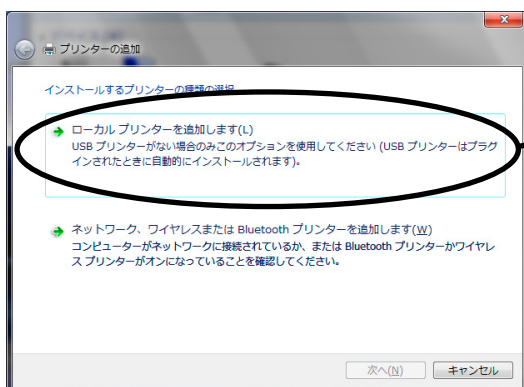 プリンターの追加
インストールするプリンターの種類の選択
ローカル プリンターを追加します(L)
USB プリンターがない場合のみこのオプションを使用してください (USB プリンターはプラグ
インされたときに自動的にインストールされます)。
ネットワーク、ワイヤレスまたは Bluetooth プリンターを追加します(W)
コンピューターがネットワークに接続されているか、または Bluetooth プリンターかワイヤレ
ス プリンターがオンになっていることを確認してください。
次へ(N) キャンセル